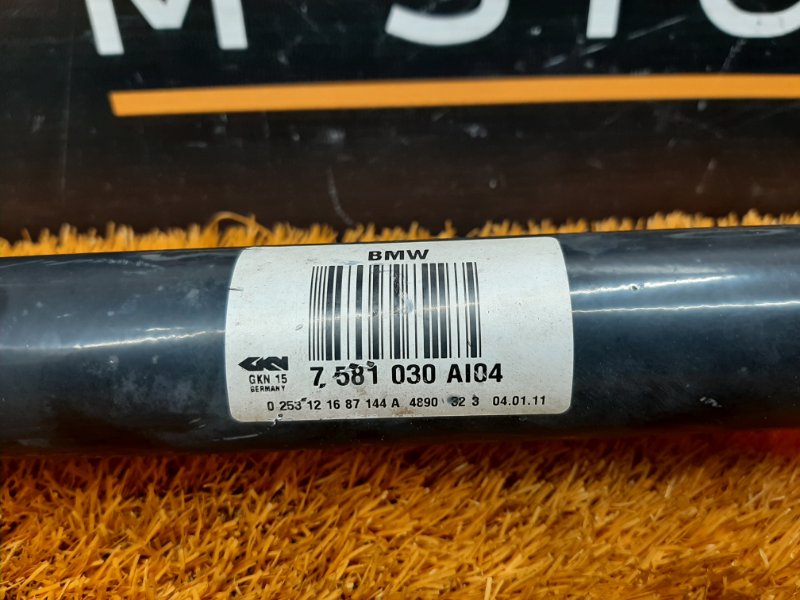 M STO
BMW
GKN
GKN 15
GERMANY
7 581 030 AI04
0 253 12 16 87 144 A 4890 32 3 04.01.11